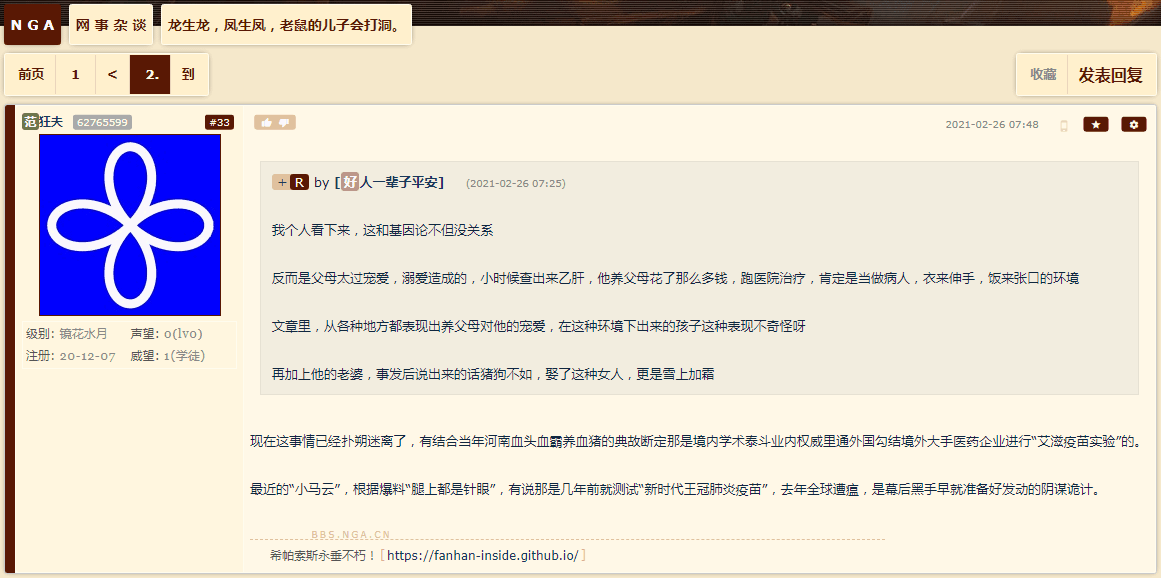 NGA 网事杂谈 龙生龙，凤生凤，老鼠的儿子会打洞。
前页 1 < 2. 到 收藏 发表回复
范狂夫 62765599 #33 2021-02-26 07:48
+ R by [好人一辈子平安] (2021-02-26 07:25)
我个人看下来，这和基因论不但没关系
反而是父母太过宠爱，溺爱造成的，小时候查出来乙肝，他养父母花了那么多钱，跑医院治疗，肯定是当做病人，衣来伸手，饭来张口的环境
文章里，从各种地方都表现出养父母对他的宠爱，在这种环境下出来的孩子这种表现不奇怪呀
再加上他的老婆，事发后说出来的话猪狗不如，娶了这种女人，更是雪上加霜
级别: 镜花水月 声望: 0(lv0)
注册: 20-12-07 威望: 1(学徒)
现在这事情已经扑朔迷离了，有结合当年河南血头血霸养血猪的典故断定那是境内学术泰斗业内权威里通外国勾结境外大手医药企业进行“艾滋疫苗实验”的。
最近的“小马云”，根据爆料“腿上都是针眼”，有说那是几年前就测试“新时代王冠肺炎疫苗”，去年全球遭瘟，是幕后黑手早就准备好发动的阴谋诡计。
BBS.NGA.CN
希帕索斯永垂不朽！[https://fanhan-inside.github.io/]